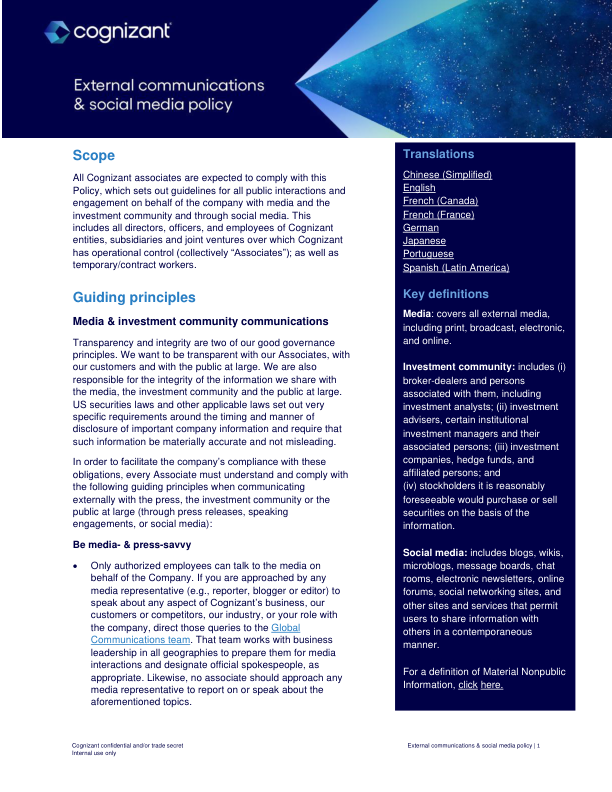 cognizant
External communications
& social media policy
Scope
All Cognizant associates are expected to comply with this
Policy, which sets out guidelines for all public interactions and
engagement on behalf of the company with media and the
investment community and through social media. This
includes all directors, officers, and employees of Cognizant
entities, subsidiaries and joint ventures over which Cognizant
has operational control (collectively “Associates”); as well as
temporary/contract workers.
Guiding principles
Media & investment community communications
Transparency and integrity are two of our good governance
principles. We want to be transparent with our Associates, with
our customers and with the public at large. We are also
responsible for the integrity of the information we share with
the media, the investment community and the public at large.
US securities laws and other applicable laws set out very
specific requirements around the timing and manner of
disclosure of important company information and require that
such information be materially accurate and not misleading.
In order to facilitate the company’s compliance with these
obligations, every Associate must understand and comply with
the following guiding principles when communicating
externally with the press, the investment community or the
public at large (through press releases, speaking
engagements, or social media):
Be media- & press-savvy
• Only authorized employees can talk to the media on
behalf of the Company. If you are approached by any
media representative (e.g., reporter, blogger or editor) to
speak about any aspect of Cognizant’s business, our
customers or competitors, our industry, or your role with
the company, direct those queries to the Global
Communications team. That team works with business
leadership in all geographies to prepare them for media
interactions and designate official spokespeople, as
appropriate. Likewise, no associate should approach any
media representative to report on or speak about the
aforementioned topics.
Translations
Chinese (Simplified)
English
French (Canada)
French (France)
German
Japanese
Portuguese
Spanish (Latin America)
Key definitions
Media: covers all external media,
including print, broadcast, electronic,
and online.
Investment community: includes (i)
broker-dealers and persons
associated with them, including
investment analysts; (ii) investment
advisers, certain institutional
investment managers and their
associated persons; (iii) investment
companies, hedge funds, and
affiliated persons; and
(iv) stockholders it is reasonably
foreseeable would purchase or sell
securities on the basis of the
information.
Social media: includes blogs, wikis,
microblogs, message boards, chat
rooms, electronic newsletters, online
forums, social networking sites, and
other sites and services that permit
users to share information with
others in a contemporaneous
manner.
For a definition of Material Nonpublic
Information, click here.
Cognizant confidential and/or trade secret
Internal use only
External communications & social media policy | 1